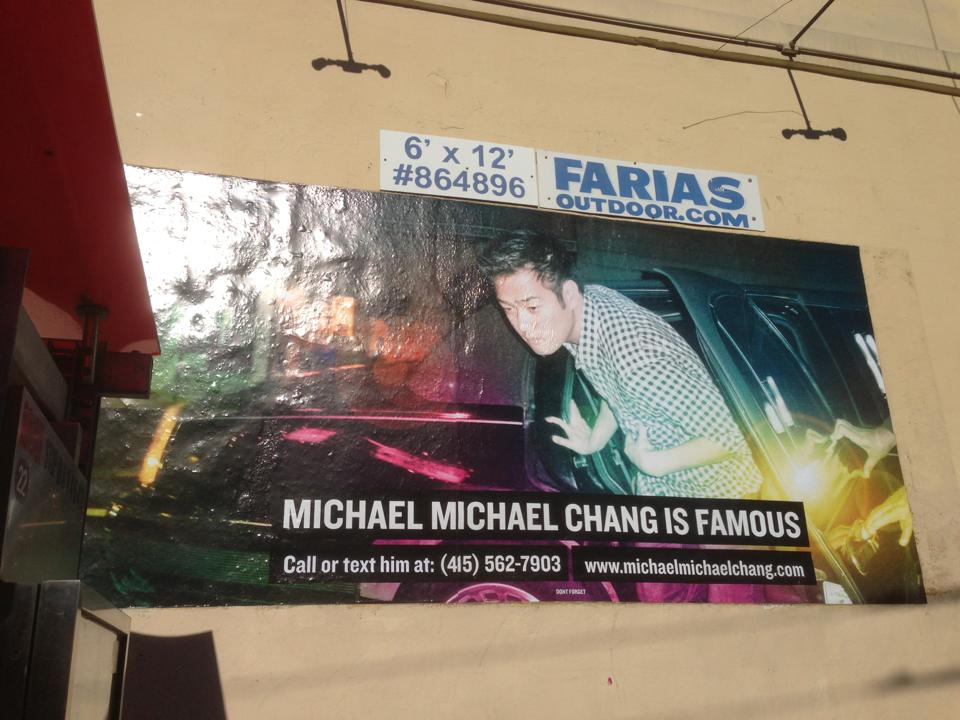 6' x 12'
#864896
FARIAS
OUTDOOR.COM
MICHAEL MICHAEL CHANG IS FAMOUS
Call or text him at: (415) 562-7903
www.michaelmichaelchang.com
DONT FORGET
22